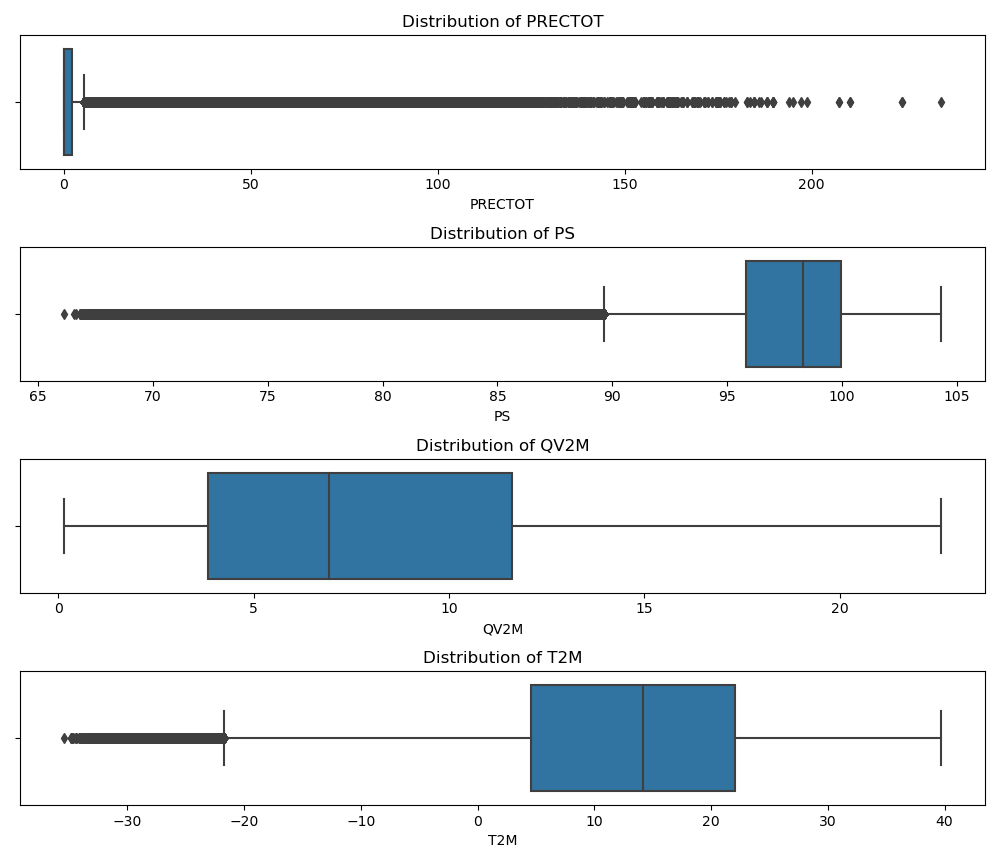 Distribution of PRECTOT
0 50 100 150 200
PRECTOT
Distribution of PS
65 70 75 80 85 90 95 100 105
PS
Distribution of QV2M
0 5 10 15 20
QV2M
Distribution of T2M
−30 −20 −10 0 10 20 30 40
T2M